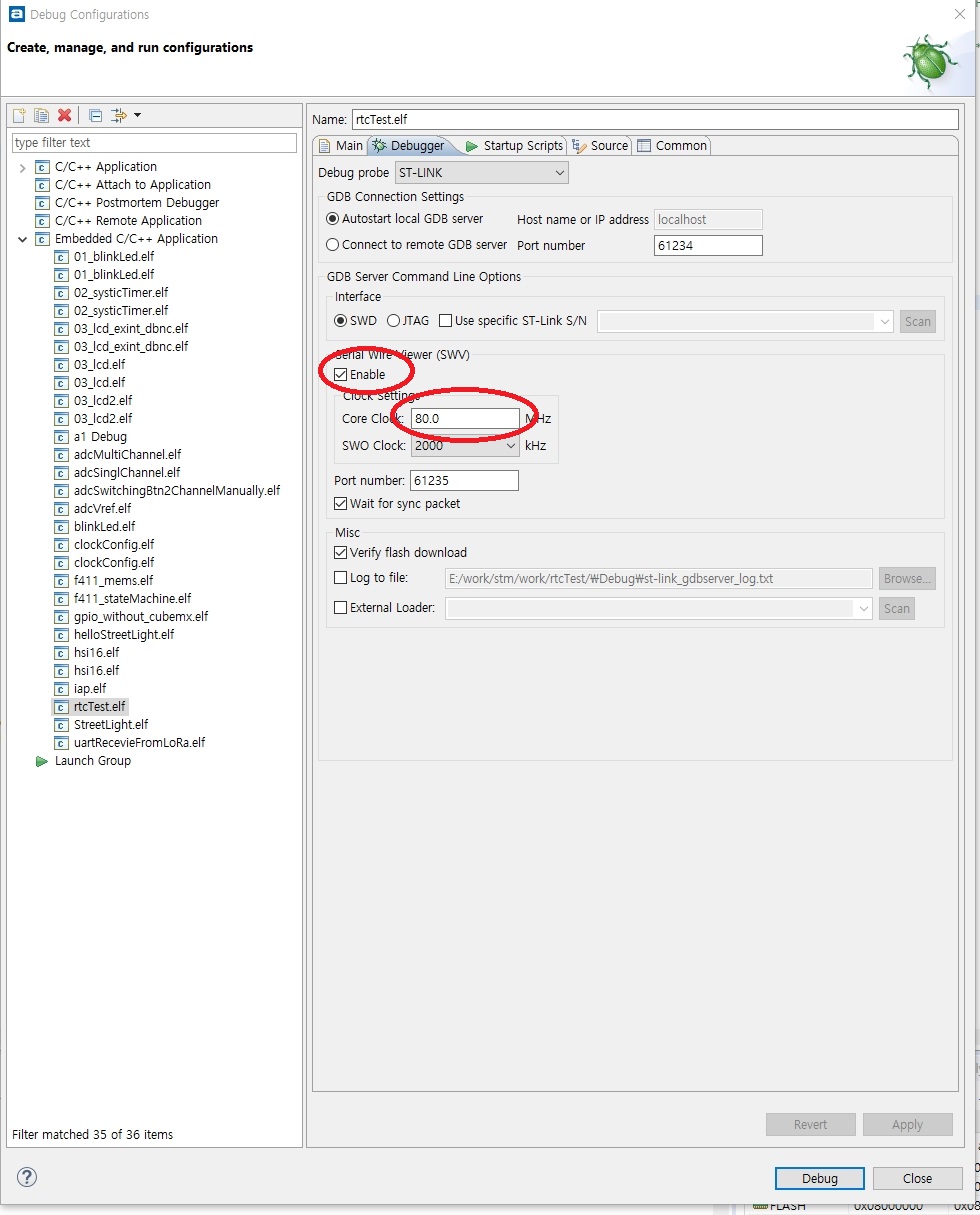 Debug Configurations
Create, manage, and run configurations
type filter text
C/C++ Application
C/C++ Attach to Application
C/C++ Postmortem Debugger
C/C++ Remote Application
Embedded C/C++ Application
01_blinkLed.elf
01_blinkLed.elf
02_systicTimer.elf
02_systicTimer.elf
03_lcd_exint_dbnc.elf
03_lcd_exint_dbnc.elf
03_lcd.elf
03_lcd.elf
03_lcd2.elf
03_lcd2.elf
a1 Debug
adcMultiChannel.elf
adcSinglChannel.elf
adcSwitchingBtn2ChannelManually.elf
adcVref.elf
blinkLed.elf
clockConfig.elf
clockConfig.elf
f411_mems.elf
f411_stateMachine.elf
gpio_without_cubemx.elf
helloStreetLight.elf
hsi16.elf
hsi16.elf
iap.elf
rtcTest.elf
StreetLight.elf
uartRecevieFromLoRa.elf
Launch Group
Filter matched 35 of 36 items
Name: rtcTest.elf
Main Debugger Startup Scripts Source Common
Debug probe ST-LINK
GDB Connection Settings
Autostart local GDB server Host name or IP address localhost
Connect to remote GDB server Port number 61234
GDB Server Command Line Options
Interface
SWD JTAG Use specific ST-Link S/N Scan
Serial Wire Viewer (SWV)
Enable
Clock Settings
Core Clock: 80.0 MHz
SWO Clock: 2000 kHz
Port number: 61235
Wait for sync packet
Misc
Verify flash download
Log to file: E:/work/stm/work/rtcTest/₩Debug₩st-link_gdbserver_log.txt Browse...
External Loader: Scan
Revert Apply
Debug Close
FLASH 0x08000000 0x08